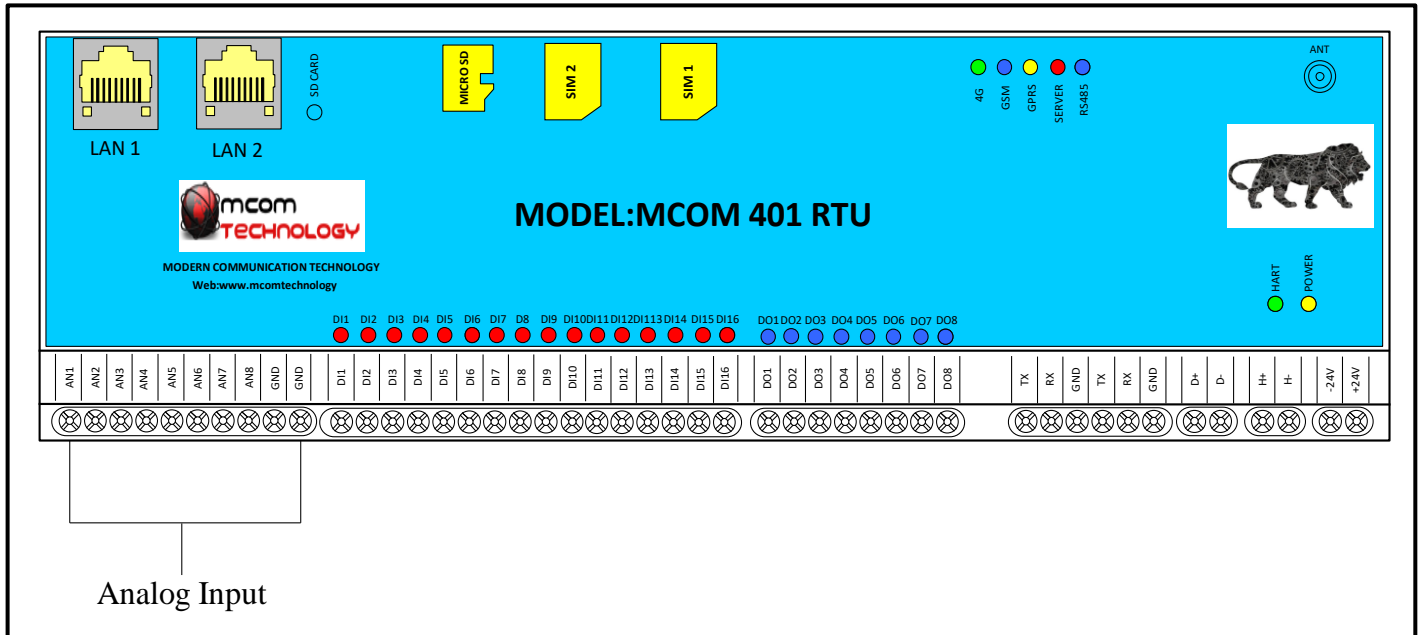 ANT
SD CARD
MICRO SD
SIM 2
SIM 1
4G
GSM
GPRS
SERVER
RS485
LAN 1
LAN 2
mcom
TECHNOLOGY
MODEL:MCOM 401 RTU
MODERN COMMUNICATION TECHNOLOGY
Web:www.mcomtechnology
HART
POWER
DI1 DI2 DI3 DI4 DI5 DI6 DI7 D8 DI9 DI10 DI11 DI12 DI113 DI14 DI15 DI16
DO1 DO2 DO3 DO4 DO5 DO6 DO7 DO8
AN1 AN2 AN3 AN4 AN5 AN6 AN7 AN8 GND GND
DI1 DI2 DI3 DI4 DI5 DI6 DI7 DI8 DI9 DI10 DI11 DI12 DI13 DI14 DI15 DI16
DO1 DO2 DO3 DO4 DO5 DO6 DO7 DO8
TX RX GND TX RX GND
D+ D-
H+ H-
-24V +24V
Analog Input